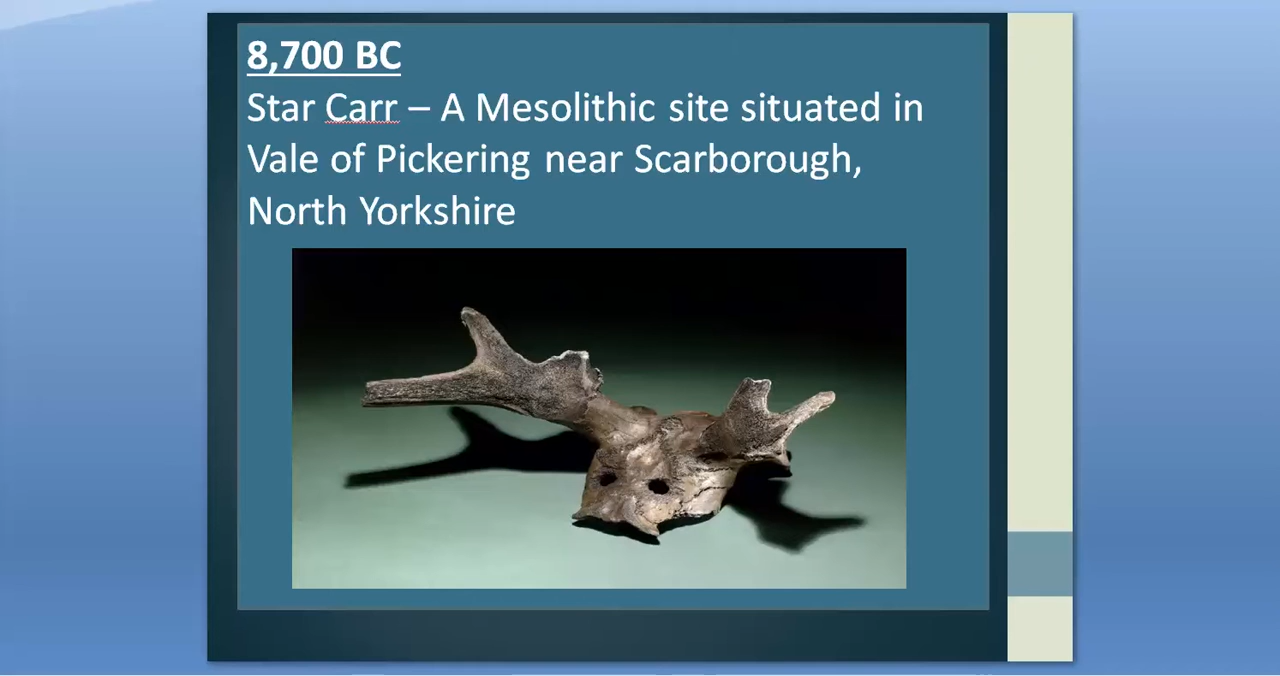 8,700 BC
Star Carr – A Mesolithic site situated in
Vale of Pickering near Scarborough,
North Yorkshire